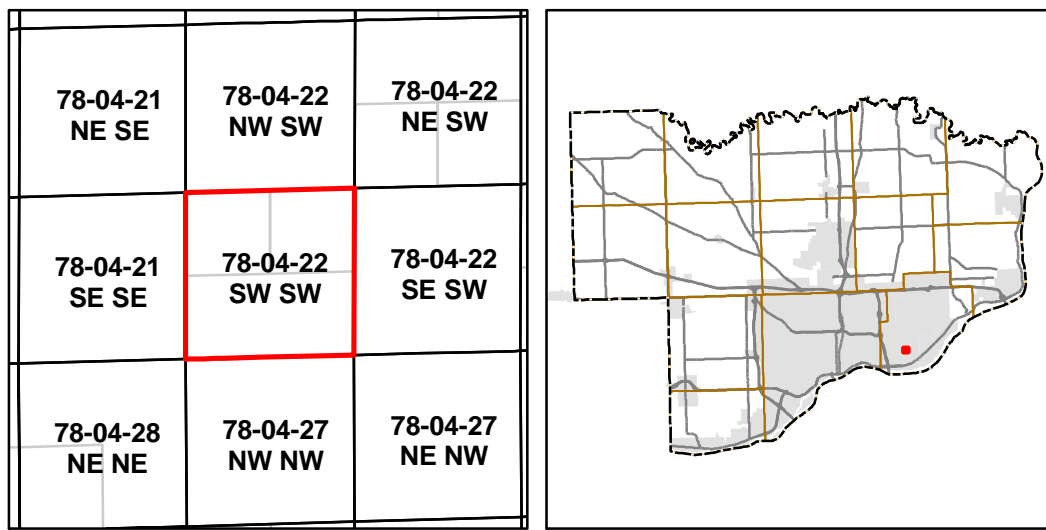 78-04-21
NE SE
78-04-22
NW SW
78-04-22
NE SW
78-04-21
SE SE
78-04-22
SW SW
78-04-22
SE SW
78-04-28
NE NE
78-04-27
NW NW
78-04-27
NE NW